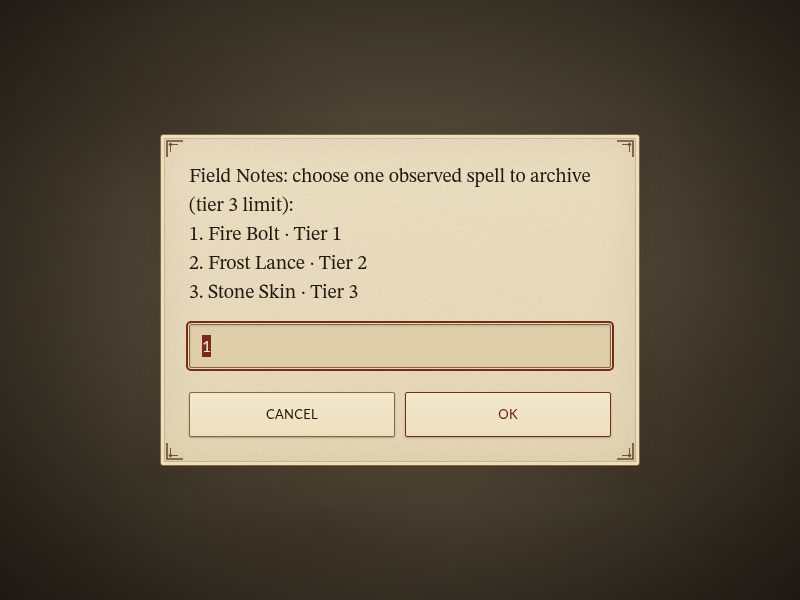 Field Notes: choose one observed spell to archive
(tier 3 limit):
1. Fire Bolt · Tier 1
2. Frost Lance · Tier 2
3. Stone Skin · Tier 3
1
CANCEL
OK